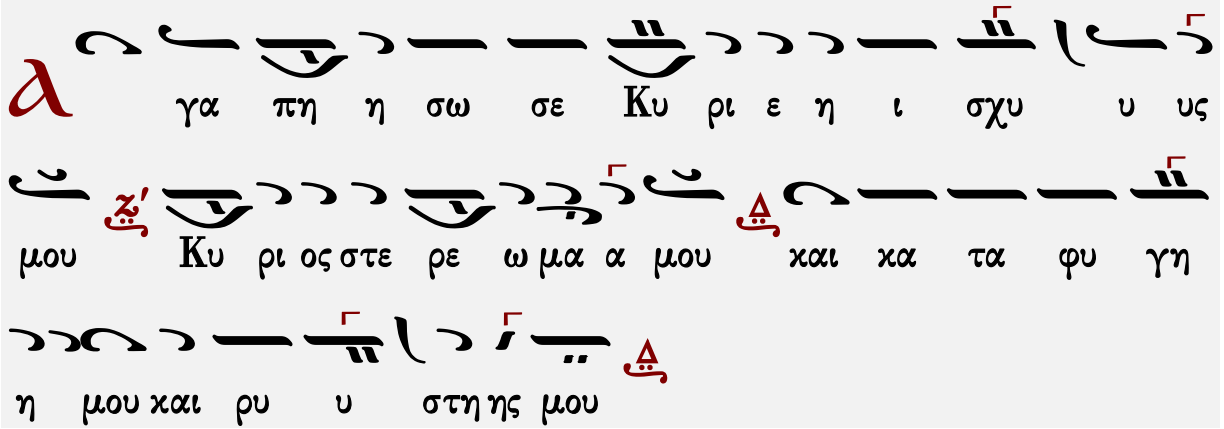 α γα πη η σω σε Κυ ρι ε η ι σχυ υ υς
μου ζ' Κυ ρι ος στε ρε ω μα α μου Δ και κα τα φυ γη
η μου και ρυ υ στη ης μου Δ